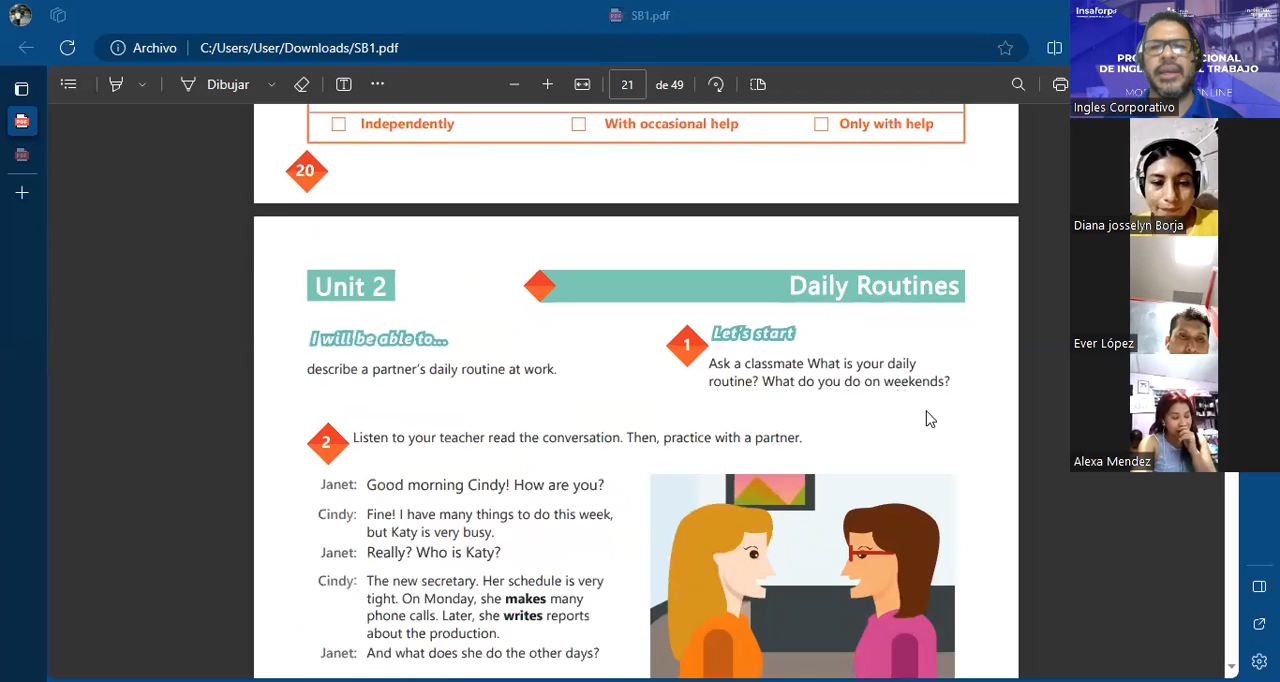 SB1.pdf
Archivo
C:/Users/User/Downloads/SB1.pdf
Dibujar
21
de 49
Independently
With occasional help
Only with help
20
Unit 2
Daily Routines
I will be able to...
describe a partner's daily routine at work.
1
Let's start
Ask a classmate What is your daily
routine? What do you do on weekends?
2
Listen to your teacher read the conversation. Then, practice with a partner.
Janet: Good morning Cindy! How are you?
Cindy: Fine! I have many things to do this week,
but Katy is very busy.
Janet: Really? Who is Katy?
Cindy: The new secretary. Her schedule is very
tight. On Monday, she makes many
phone calls. Later, she writes reports
about the production.
Janet: And what does she do the other days?
Insaforp
DE INGL
TRABAJO
Ingles Corporativo
Diana josselyn Borja
Ever López
Alexa Mendez